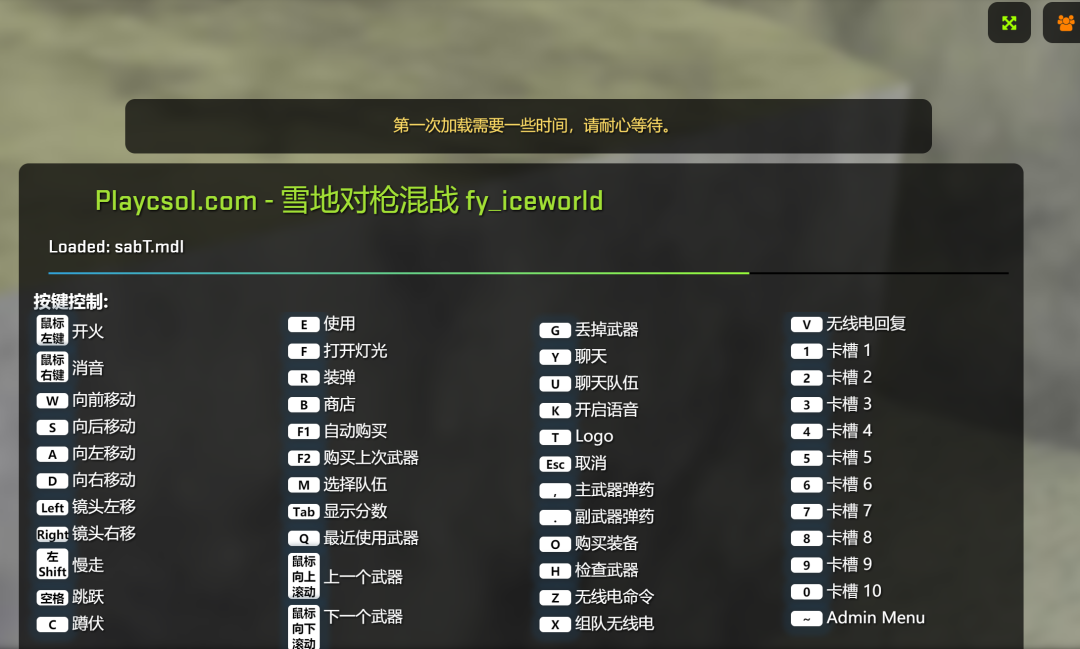 第一次加载需要一些时间，请耐心等待。
Playcsol.com - 雪地对枪混战 fy_iceworld
Loaded: sabT.mdl
按键控制:
鼠标左键 开火
鼠标右键 消音
W 向前移动
S 向后移动
A 向左移动
D 向右移动
Left 镜头左移
Right 镜头右移
左 Shift 慢走
空格 跳跃
C 蹲伏
E 使用
F 打开灯光
R 装弹
B 商店
F1 自动购买
F2 购买上次武器
M 选择队伍
Tab 显示分数
Q 最近使用武器
鼠标向上滚动 上一个武器
鼠标向下滚动 下一个武器
G 丢掉武器
Y 聊天
U 聊天队伍
K 开启语音
T Logo
Esc 取消
, 主武器弹药
. 副武器弹药
O 购买装备
H 检查武器
Z 无线电命令
X 组队无线电
V 无线电回复
1 卡槽 1
2 卡槽 2
3 卡槽 3
4 卡槽 4
5 卡槽 5
6 卡槽 6
7 卡槽 7
8 卡槽 8
9 卡槽 9
0 卡槽 10
~ Admin Menu